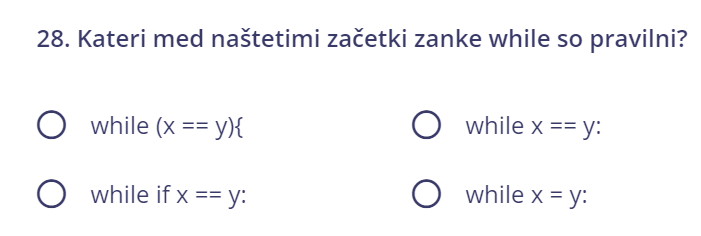 28. Kateri med naštetimi začetki zanke while so pravilni?
while (x == y){
while x == y:
while if x == y:
while x = y: